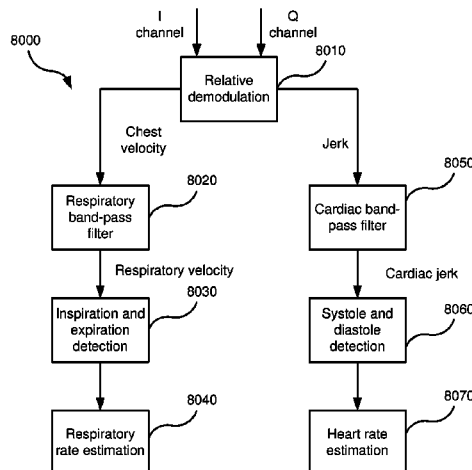 8000
I
channel
Q
channel
8010
Relative
demodulation
Chest
velocity
Jerk
8020
Respiratory
band-pass
filter
8050
Cardiac band-
pass filter
Respiratory velocity
Cardiac jerk
8030
Inspiration and
expiration
detection
8060
Systole and
diastole
detection
8040
Respiratory
rate estimation
8070
Heart rate
estimation